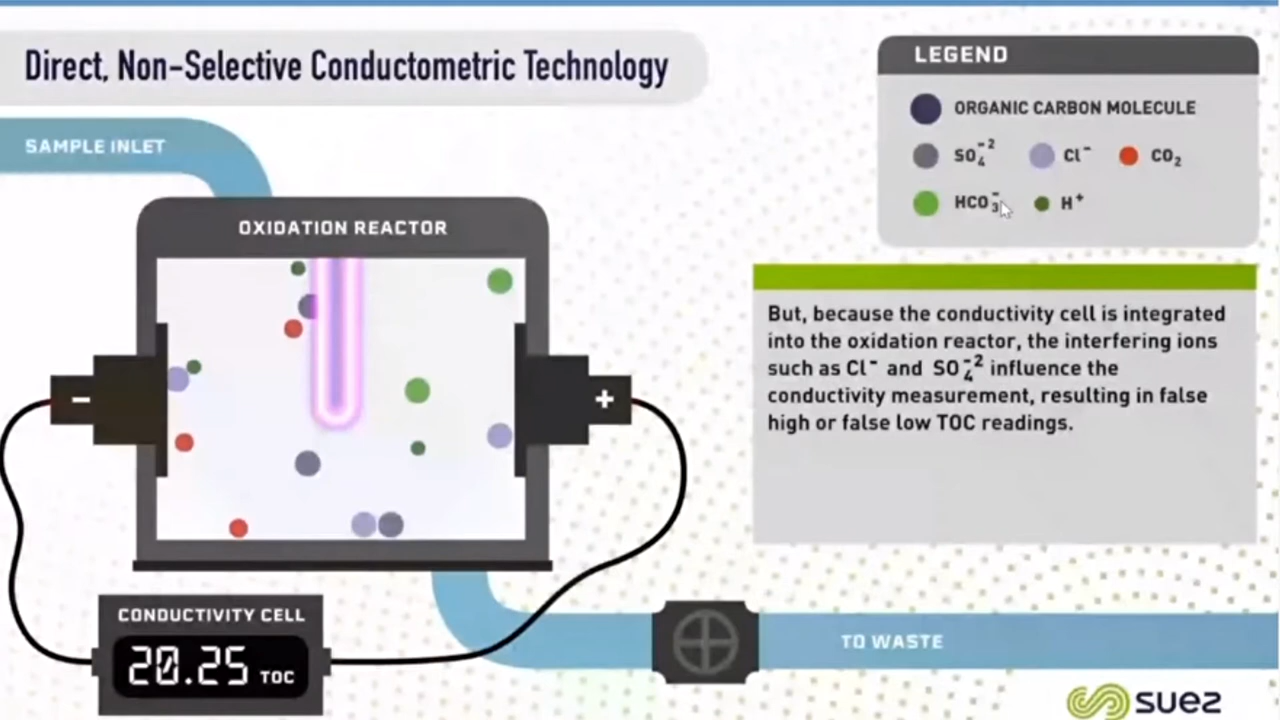 Direct, Non-Selective Conductometric Technology
SAMPLE INLET
OXIDATION REACTOR
−
+
CONDUCTIVITY CELL
20.25 TOC
TO WASTE
LEGEND
ORGANIC CARBON MOLECULE
SO₄⁻² Cl⁻ CO₂
HCO₃⁻ H⁺
But, because the conductivity cell is integrated
into the oxidation reactor, the interfering ions
such as Cl⁻ and SO₄⁻² influence the
conductivity measurement, resulting in false
high or false low TOC readings.
suez